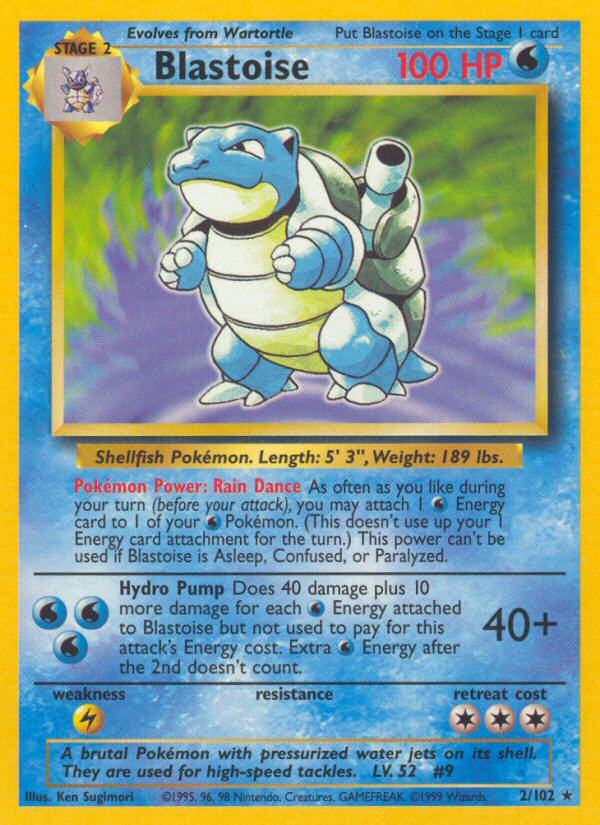 Evolves from Wartortle Put Blastoise on the Stage 1 card
STAGE 2
Blastoise 100 HP
Shellfish Pokémon. Length: 5' 3", Weight: 189 lbs.
Pokémon Power: Rain Dance As often as you like during
your turn (before your attack), you may attach 1 Energy
card to 1 of your Pokémon. (This doesn't use up your 1
Energy card attachment for the turn.) This power can't be
used if Blastoise is Asleep, Confused, or Paralyzed.
Hydro Pump Does 40 damage plus 10
more damage for each Energy attached
to Blastoise but not used to pay for this
attack's Energy cost. Extra Energy after
the 2nd doesn't count.
40+
weakness resistance retreat cost
A brutal Pokémon with pressurized water jets on its shell.
They are used for high-speed tackles. LV. 52 #9
Illus. Ken Sugimori ©1995, 96, 98 Nintendo, Creatures, GAMEFREAK. ©1999 Wizards. 2/102 ★